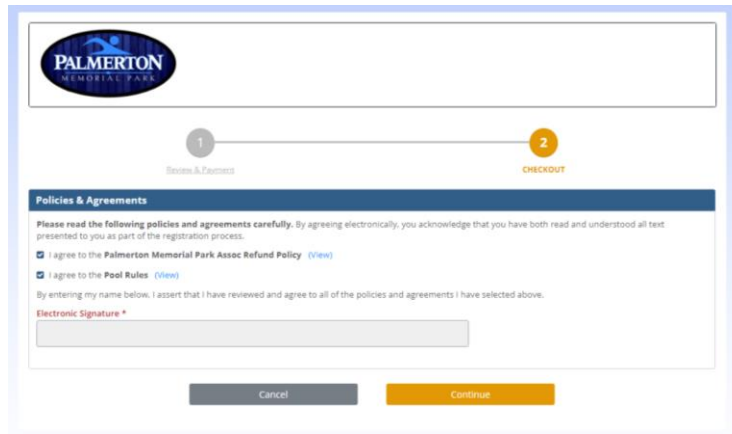 PALMERTON
MEMORIAL PARK
1
2
Review & Payment
CHECKOUT
Policies & Agreements
Please read the following policies and agreements carefully. By agreeing electronically, you acknowledge that you have both read and understood all text
presented to you as part of the registration process.
I agree to the Palmerton Memorial Park Assoc Refund Policy (View)
I agree to the Pool Rules (View)
By entering my name below, I assert that I have reviewed and agree to all of the policies and agreements I have selected above.
Electronic Signature *
Cancel
Continue